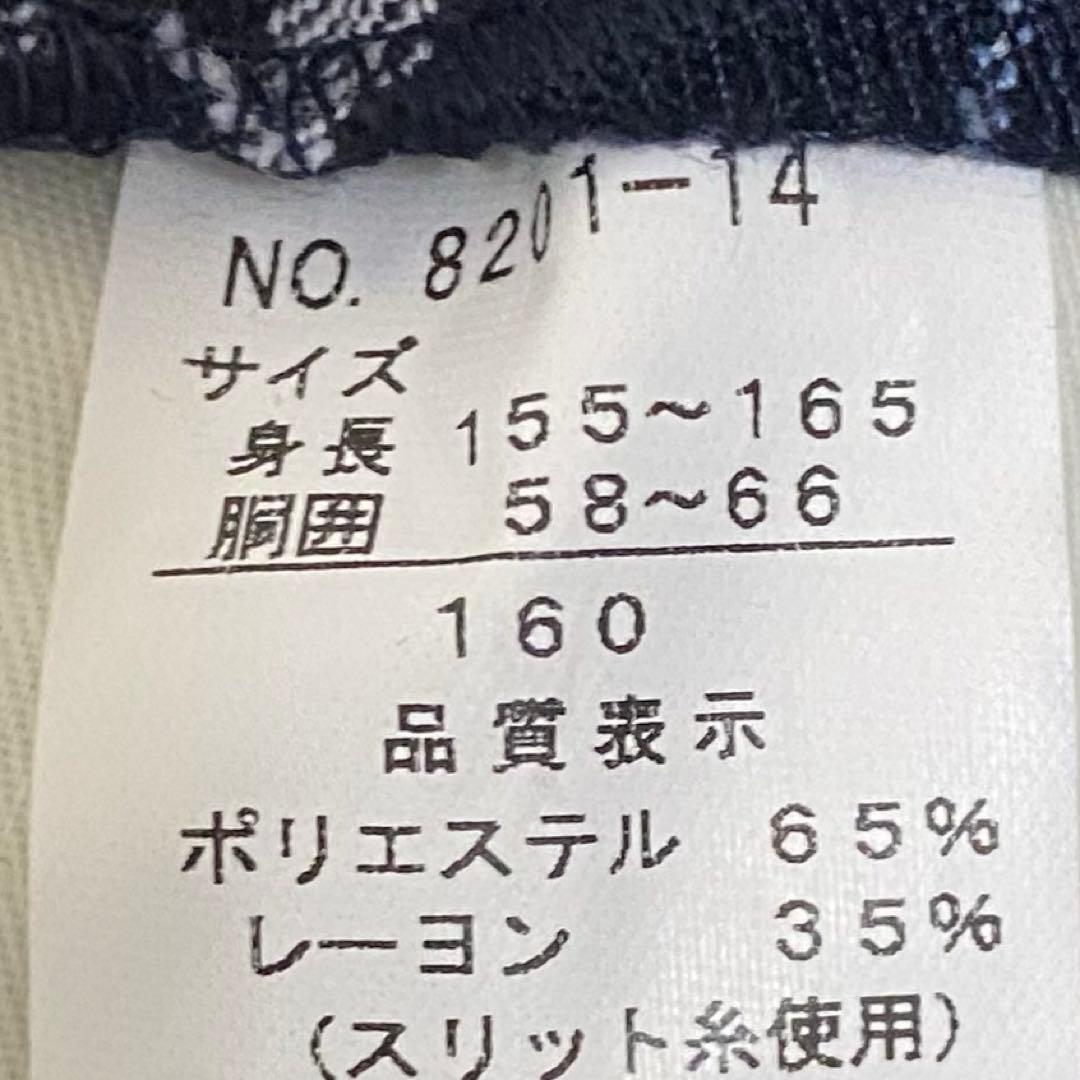 NO. 8201-14
サイズ
身長 155~165
胴囲 58~66
160
品質表示
ポリエステル 65%
レーヨン 35%
(スリット糸使用)